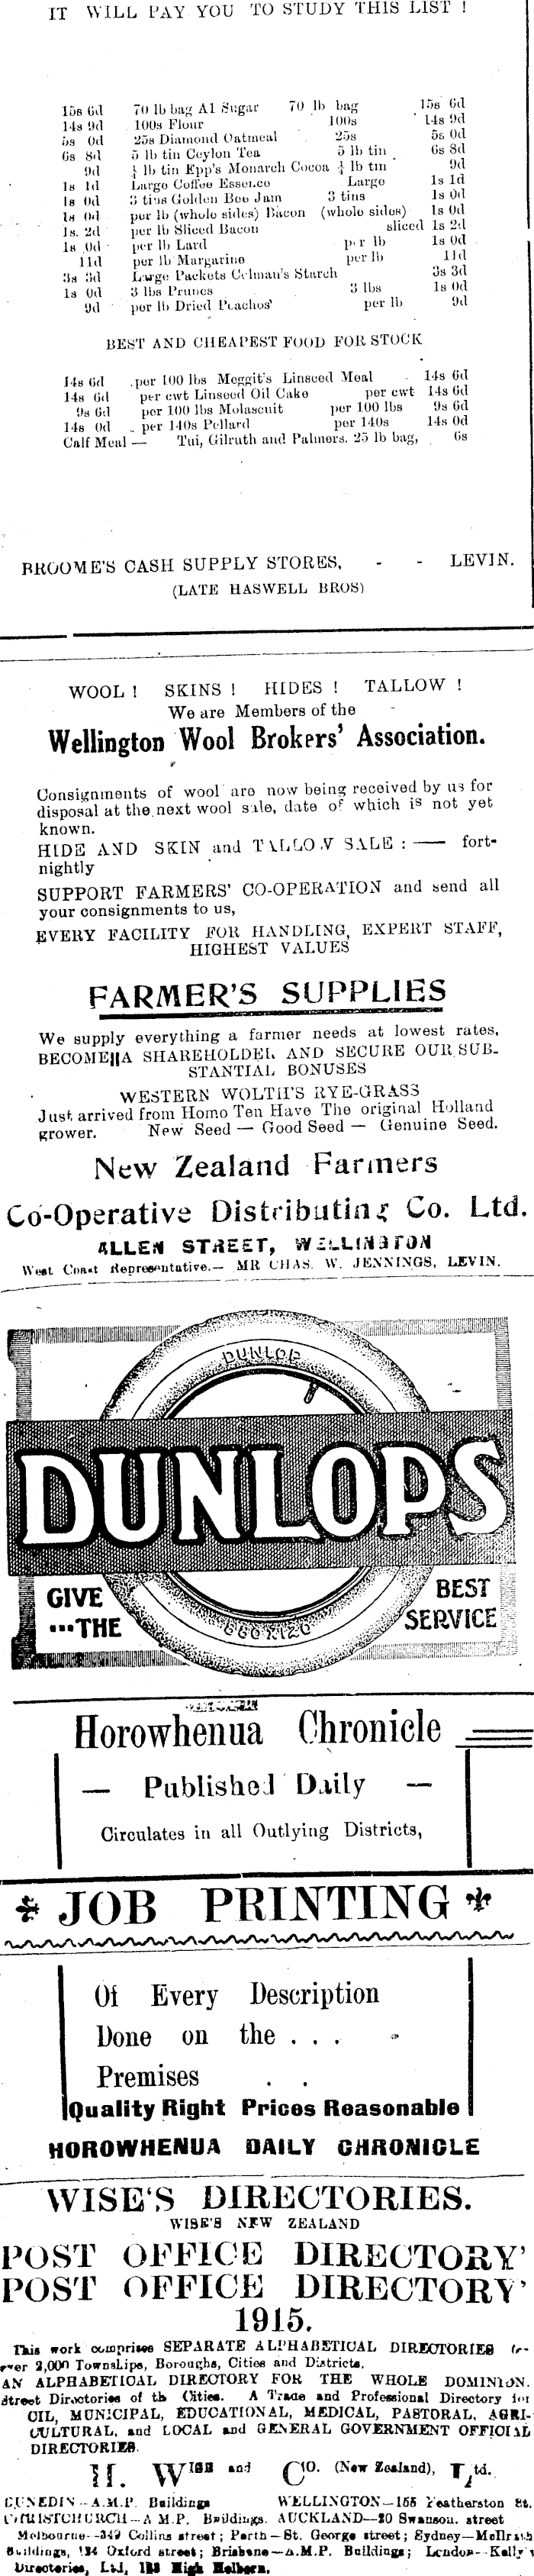 IT WILL PAY YOU TO STUDY THIS LIST !
15s 6d 70 lb bag A1 Sugar 70 lb bag 15s 6d
14s 9d 100s Flour 100s 14s 9d
5s 0d 25s Diamond Oatmeal 25s 5s 0d
6s 8d 5 lb tin Ceylon Tea 5 lb tin 6s 8d
9d ¼ lb tin Epp's Monarch Cocoa ¼ lb tin 9d
1s 1d Large Coffee Essence Large 1s 1d
1s 0d 3 tins Golden Bee Jam 3 tins 1s 0d
1s 0d per lb (whole sides) Bacon (whole sides) 1s 0d
1s. 2d per lb Sliced Bacon sliced 1s 2d
1s 0d per lb Lard per lb 1s 0d
11d per lb Margarine per lb 11d
3s 3d Large Packets Colman's Starch 3s 3d
1s 0d 3 lbs Prunes 3 lbs 1s 0d
9d per lb Dried Peaches' per lb 9d
BEST AND CHEAPEST FOOD FOR STOCK
14s 6d per 100 lbs Meggit's Linseed Meal 14s 6d
14s 6d per cwt Linseed Oil Cake per cwt 14s 6d
9s 6d per 100 lbs Molascuit per 100 lbs 9s 6d
14s 0d per 140s Pollard per 140s 14s 0d
Calf Meal — Tui, Gilruth and Palmers. 25 lb bag, 6s
BROOME'S CASH SUPPLY STORES, - - LEVIN.
(LATE HASWELL BROS)
WOOL ! SKINS ! HIDES ! TALLOW !
We are Members of the
Wellington Wool Brokers' Association.
Consignments of wool are now being received by us for
disposal at the next wool sale, date of which is not yet
known.
HIDE AND SKIN and TALLOW SALE : — fort-
nightly
SUPPORT FARMERS' CO-OPERATION and send all
your consignments to us,
EVERY FACILITY FOR HANDLING, EXPERT STAFF,
HIGHEST VALUES
FARMER'S SUPPLIES
We supply everything a farmer needs at lowest rates,
BECOME A SHAREHOLDER AND SECURE OUR SUB-
STANTIAL BONUSES
WESTERN WOLTH'S RYE-GRASS
Just arrived from Homo Ten Have The original Holland
grower. New Seed — Good Seed — Genuine Seed.
New Zealand Farmers
Co-Operative Distributing Co. Ltd.
ALLEN STREET, WELLINGTON
West Coast Representative.— MR CHAS. W. JENNINGS, LEVIN.
DUNLOP
DUNLOPS
GIVE BEST
...THE SERVICE
Horowhenua Chronicle
— Published Daily —
Circulates in all Outlying Districts,
JOB PRINTING
Of Every Description
Done on the . . .
Premises . .
Quality Right Prices Reasonable
HOROWHENUA DAILY CHRONICLE
WISE'S DIRECTORIES.
WISE'S NEW ZEALAND
POST OFFICE DIRECTORY'
POST OFFICE DIRECTORY'
1915.
This work comprises SEPARATE ALPHABETICAL DIRECTORIES
over 2,000 Townships, Boroughs, Cities and Districts.
AN ALPHABETICAL DIRECTORY FOR THE WHOLE DOMINION.
Street Directories of the Cities. A Trade and Professional Directory for
OIL, MUNICIPAL, EDUCATIONAL, MEDICAL, PASTORAL, AGRI-
CULTURAL, and LOCAL and GENERAL GOVERNMENT OFFICIAL
DIRECTORIES.
H. WISE and CO. (New Zealand), Ltd.
DUNEDIN—A.M.P. Buildings WELLINGTON—156 Featherston St.
CHRISTCHURCH—A.M.P. Buildings. AUCKLAND—20 Swanson. street
Melbourne—349 Collins street; Perth—St. George street; Sydney—McIlrath
Buildings, 194 Oxford street; Brisbane—A.M.P. Buildings; London—Kelly's
Directories, Ltd, 182 High Holborn.